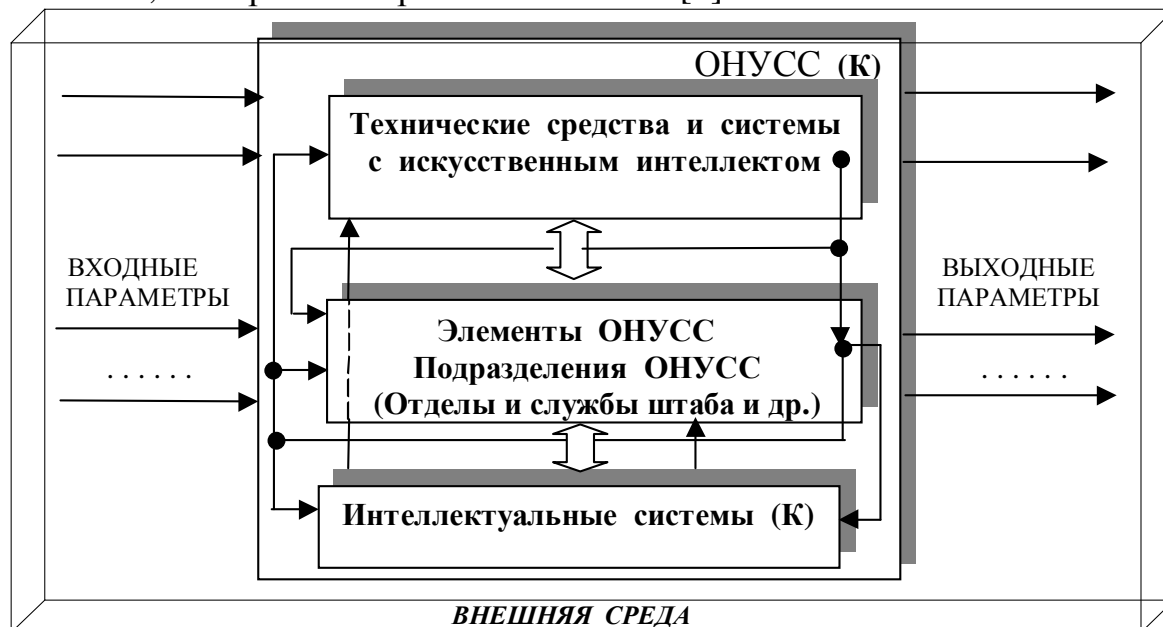 ОНУСС (К)
Технические средства и системы
с искусственным интеллектом
ВХОДНЫЕ
ПАРАМЕТРЫ
ВЫХОДНЫЕ
ПАРАМЕТРЫ
Элементы ОНУСС
Подразделения ОНУСС
(Отделы и службы штаба и др.)
. . . . . .
. . . . . .
Интеллектуальные системы (К)
ВНЕШНЯЯ СРЕДА